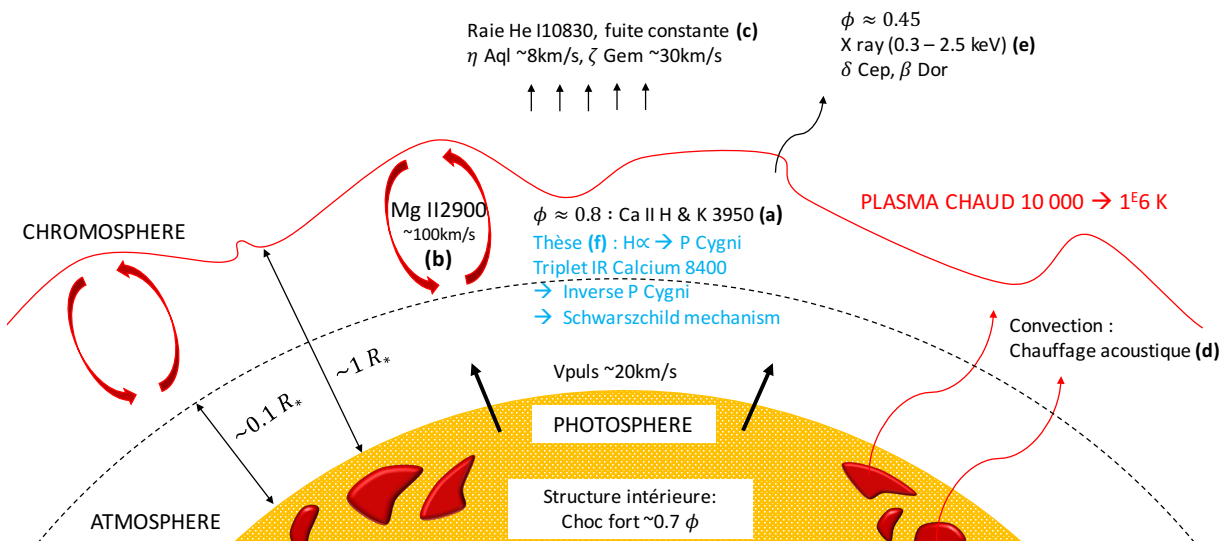 Raie He I10830, fuite constante (c)
η Aql ~8km/s, ζ Gem ~30km/s
ϕ ≈ 0.45
X ray (0.3 – 2.5 keV) (e)
δ Cep, β Dor
PLASMA CHAUD 10 000 → 1ᴱ6 K
CHROMOSPHERE
Mg II2900
~100km/s
(b)
ϕ ≈ 0.8 : Ca II H & K 3950 (a)
Thèse (f) : H∝ → P Cygni
Triplet IR Calcium 8400
→ Inverse P Cygni
→ Schwarszchild mechanism
Convection :
Chauffage acoustique (d)
~1 R*
~0.1 R*
Vpuls ~20km/s
PHOTOSPHERE
ATMOSPHERE
Structure intérieure:
Choc fort ~0.7 ϕ